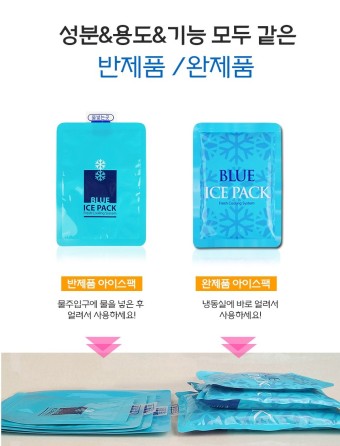 성분&용도&기능 모두 같은
반제품 /완제품
BLUE
ICE PACK
BLUE
ICE PACK
반제품 아이스팩
완제품 아이스팩
물주입구에 물을 넣은 후
얼려서 사용하세요!
냉동실에 바로 얼려서
사용하세요!